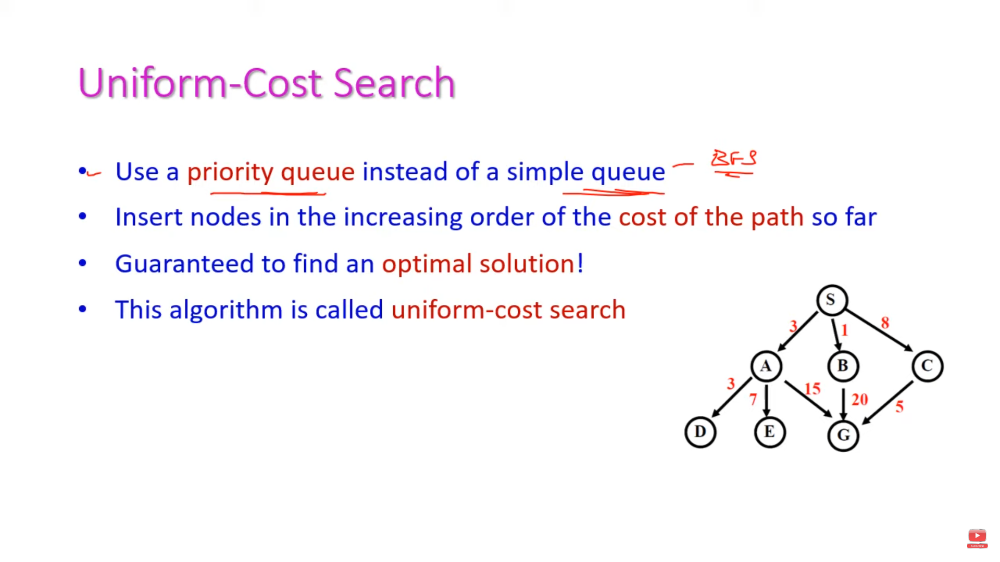 Uniform-Cost Search
• Use a priority queue instead of a simple queue — BFS
• Insert nodes in the increasing order of the cost of the path so far
• Guaranteed to find an optimal solution!
• This algorithm is called uniform-cost search
S
3 1 8
A B C
3 7 15 20 5
D E G
Subscribe